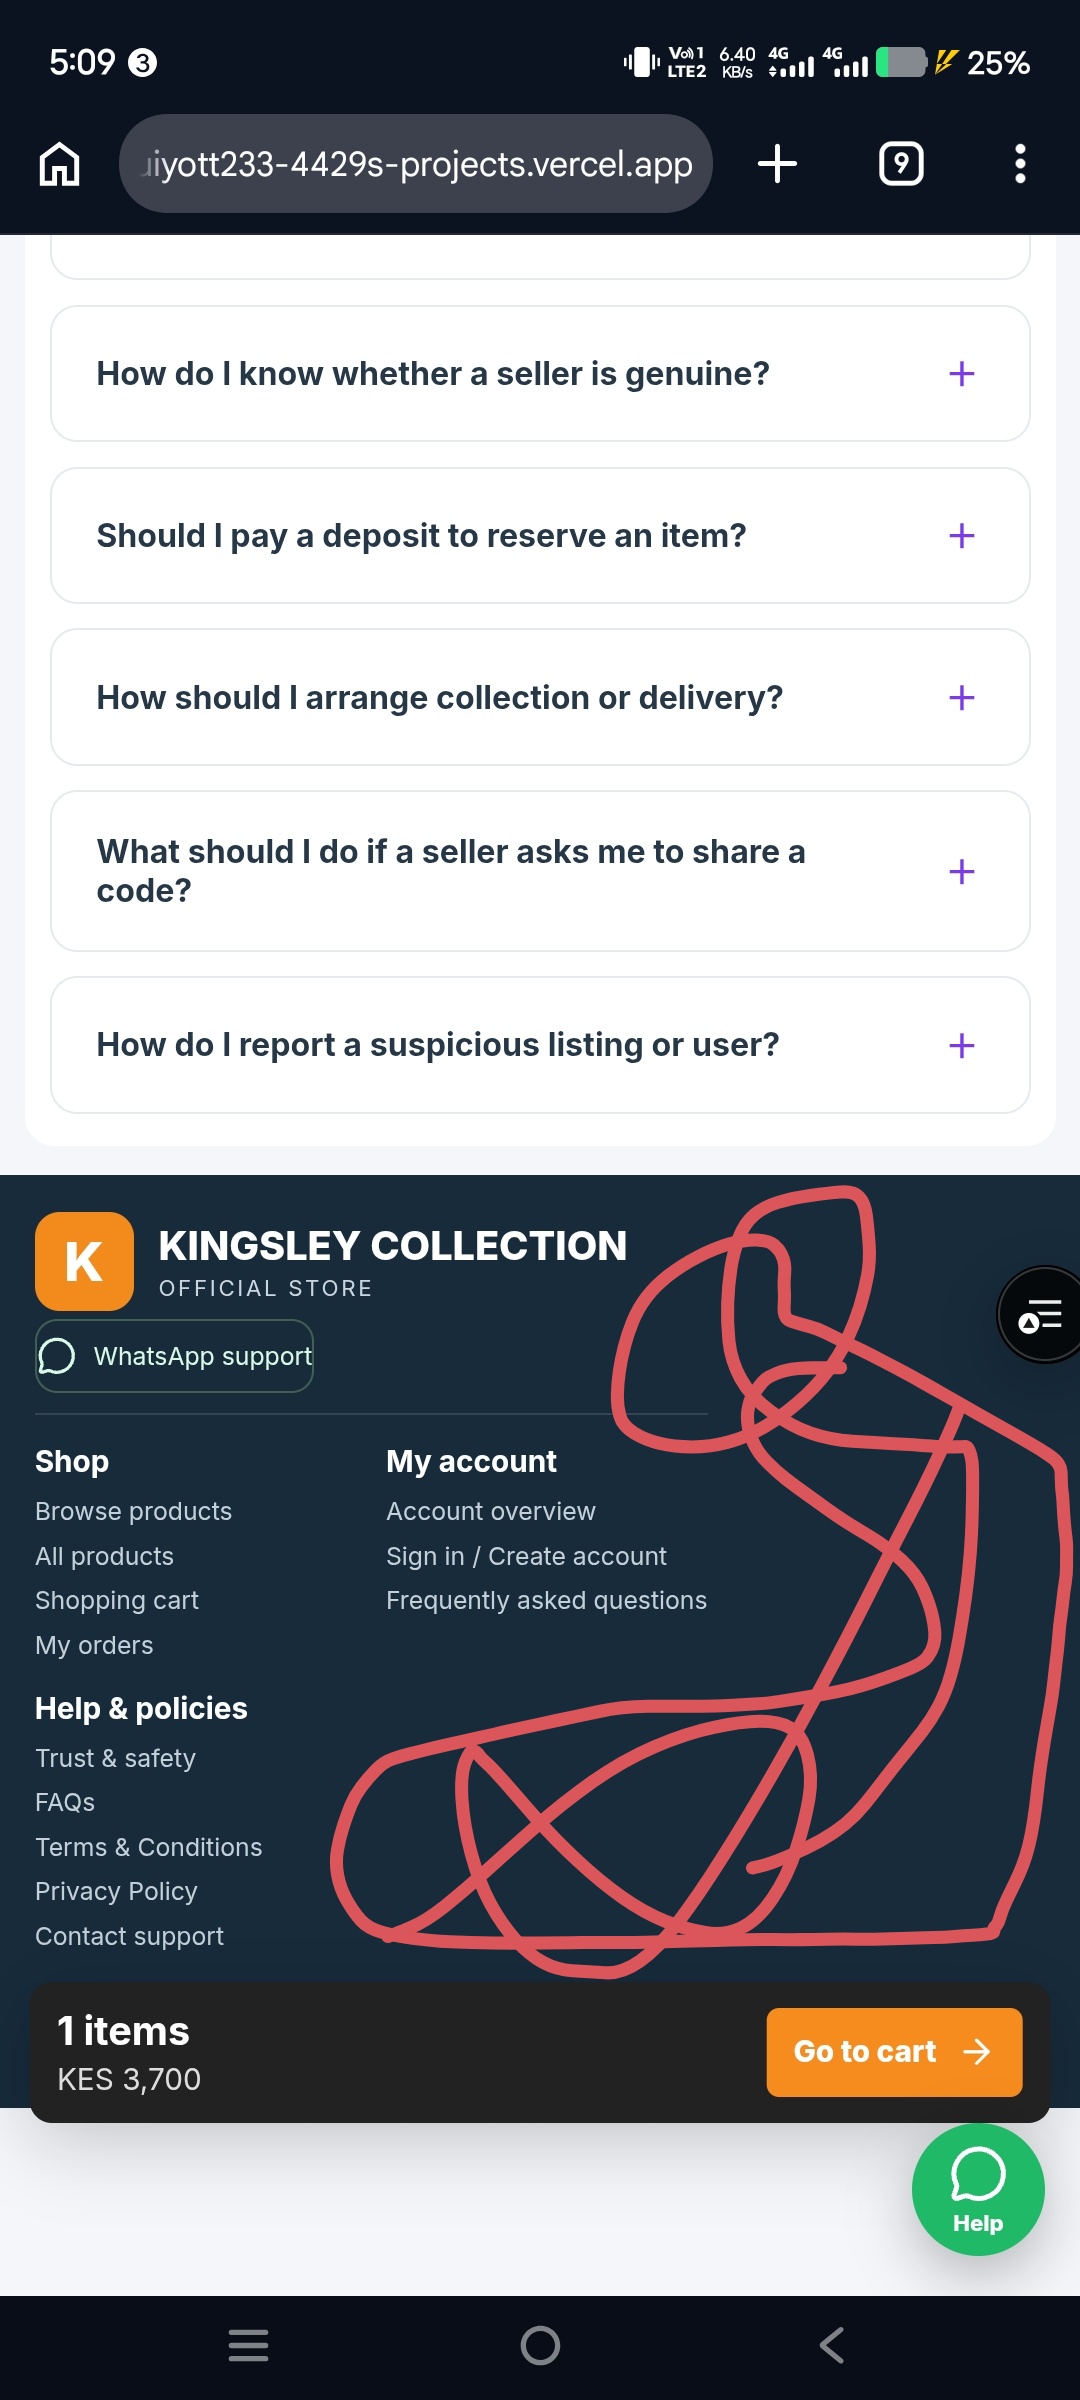 5:09 3 Vo) 1 LTE2 6.40 KB/s 4G 4G 25%
iyott233-4429s-projects.vercel.app 9
How do I know whether a seller is genuine? +
Should I pay a deposit to reserve an item? +
How should I arrange collection or delivery? +
What should I do if a seller asks me to share a
code? +
How do I report a suspicious listing or user? +
K KINGSLEY COLLECTION
OFFICIAL STORE
WhatsApp support
Shop
Browse products
All products
Shopping cart
My orders
My account
Account overview
Sign in / Create account
Frequently asked questions
Help & policies
Trust & safety
FAQs
Terms & Conditions
Privacy Policy
Contact support
1 items
KES 3,700
Go to cart →
Help